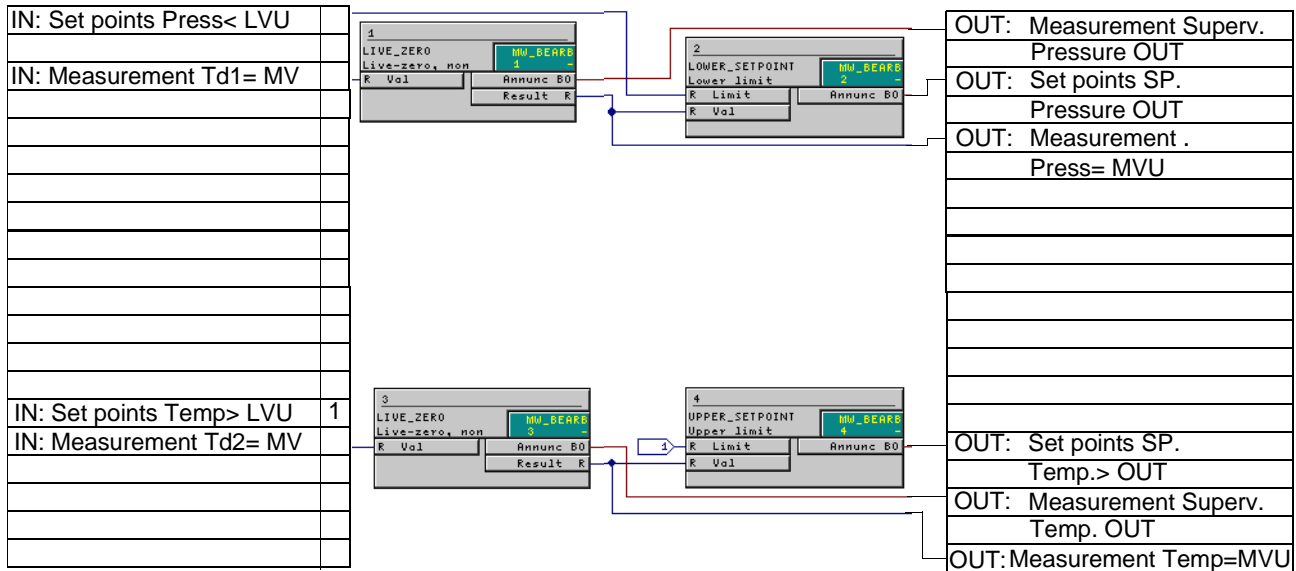 IN: Set points Press< LVU
IN: Measurement Td1= MV
IN: Set points Temp> LVU 1
IN: Measurement Td2= MV
1
LIVE_ZERO
MW_BEARB
Live-zero, non
1 -
R Val
Annunc BO
Result R
2
LOWER_SETPOINT
MW_BEARB
Lower limit
2 -
R Limit
Annunc BO
R Val
3
LIVE_ZERO
MW_BEARB
Live-zero, non
3 -
R Val
Annunc BO
Result R
4
UPPER_SETPOINT
MW_BEARB
Upper limit
4 -
1
R Limit
Annunc BO
R Val
OUT: Measurement Superv.
Pressure OUT
OUT: Set points SP.
Pressure OUT
OUT: Measurement .
Press= MVU
OUT: Set points SP.
Temp.> OUT
OUT: Measurement Superv.
Temp. OUT
OUT:Measurement Temp=MVU